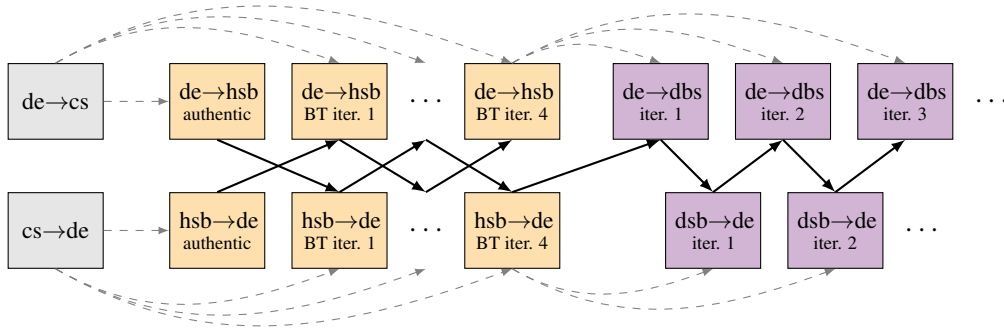 de→cs
de→hsb
authentic
de→hsb
BT iter. 1
...
de→hsb
BT iter. 4
de→dbs
iter. 1
de→dbs
iter. 2
de→dbs
iter. 3
...
cs→de
hsb→de
authentic
hsb→de
BT iter. 1
...
hsb→de
BT iter. 4
dsb→de
iter. 1
dsb→de
iter. 2
...